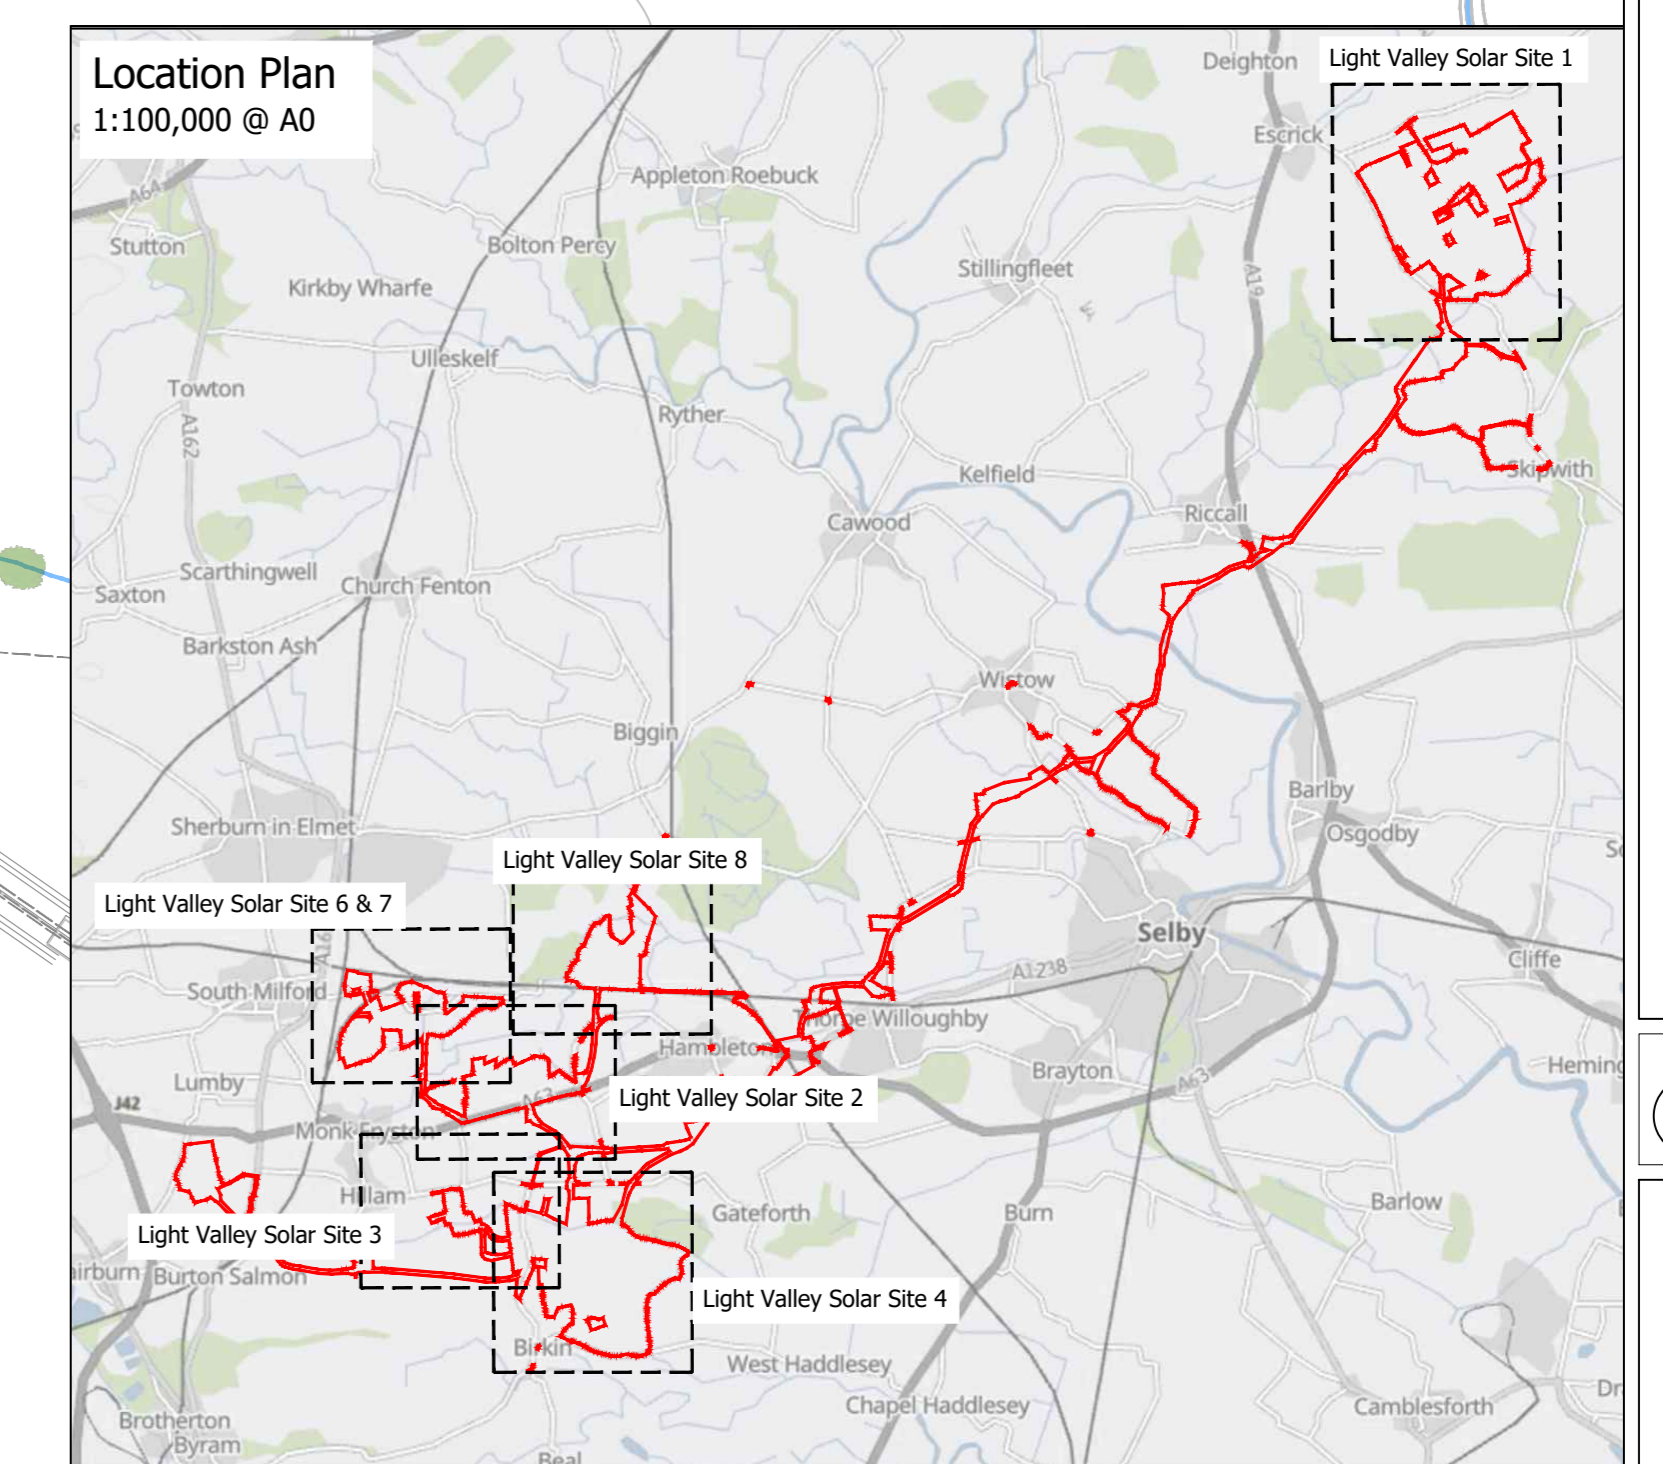 Location Plan
1:100,000 @ A0
Light Valley Solar Site 1
Deighton
Escrick
A64
Appleton Roebuck
Stutton
Bolton Percy
Stillingfleet
A19
Kirkby Wharfe
Ulleskelf
Towton
A162
Ryther
Kelfield
Skipwith
Riccall
Cawood
Scarthingwell
Church Fenton
Saxton
Barkston Ash
Wistow
Biggin
Barlby
Sherburn in Elmet
Osgodby
Light Valley Solar Site 8
Light Valley Solar Site 6 & 7
Selby
A1238
Cliffe
South Milford
Thorpe Willoughby
Hambleton
Lumby
Brayton
A63
A63
Light Valley Solar Site 2
J42
Monk Fryston
Hillam
Gateforth
Burn
Barlow
Light Valley Solar Site 3
Burton Salmon
Light Valley Solar Site 4
Birkin
West Haddlesey
Chapel Haddlesey
Camblesforth
Brotherton
Byram
Beal